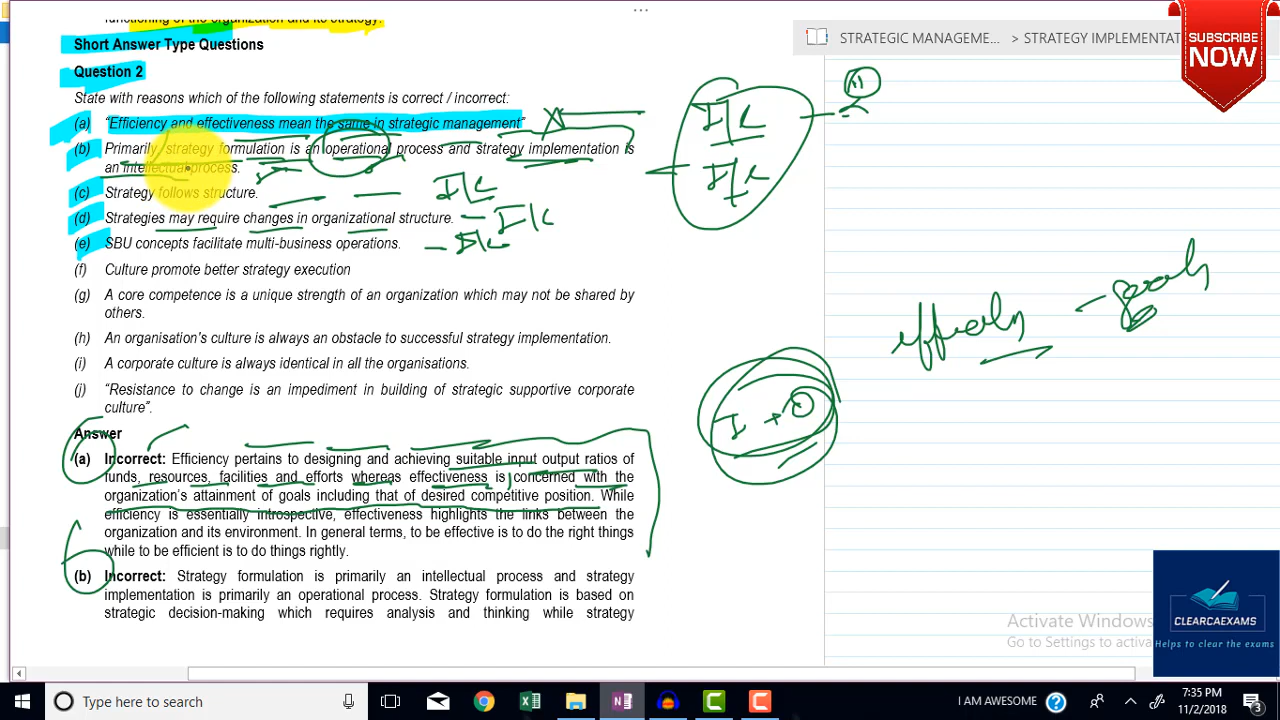 functioning of the organization and its strategy.
Short Answer Type Questions
Question 2
State with reasons which of the following statements is correct / incorrect:
(a) “Efficiency and effectiveness mean the same in strategic management”
(b) Primarily, strategy formulation is an operational process and strategy implementation is
an intellectual process.
(c) Strategy follows structure.
(d) Strategies may require changes in organizational structure.
(e) SBU concepts facilitate multi-business operations.
(f) Culture promote better strategy execution
(g) A core competence is a unique strength of an organization which may not be shared by
others.
(h) An organisation's culture is always an obstacle to successful strategy implementation.
(i) A corporate culture is always identical in all the organisations.
(j) “Resistance to change is an impediment in building of strategic supportive corporate
culture”.
Answer
(a) Incorrect: Efficiency pertains to designing and achieving suitable input output ratios of
funds, resources, facilities and efforts whereas effectiveness is concerned with the
organization's attainment of goals including that of desired competitive position. While
efficiency is essentially introspective, effectiveness highlights the links between the
organization and its environment. In general terms, to be effective is to do the right things
while to be efficient is to do things rightly.
(b) Incorrect: Strategy formulation is primarily an intellectual process and strategy
implementation is primarily an operational process. Strategy formulation is based on
strategic decision-making which requires analysis and thinking while strategy
STRATEGIC MANAGEME... > STRATEGY IMPLEMENTAT
SUBSCRIBE
NOW
I/C
I/C
I/C
I/C
I/C
goals
Activate Windows
Go to Settings to activa
CLEARCAEXAMS
Helps to clear the exams
Type here to search
I AM AWESOME
7:35 PM
11/2/2018
3